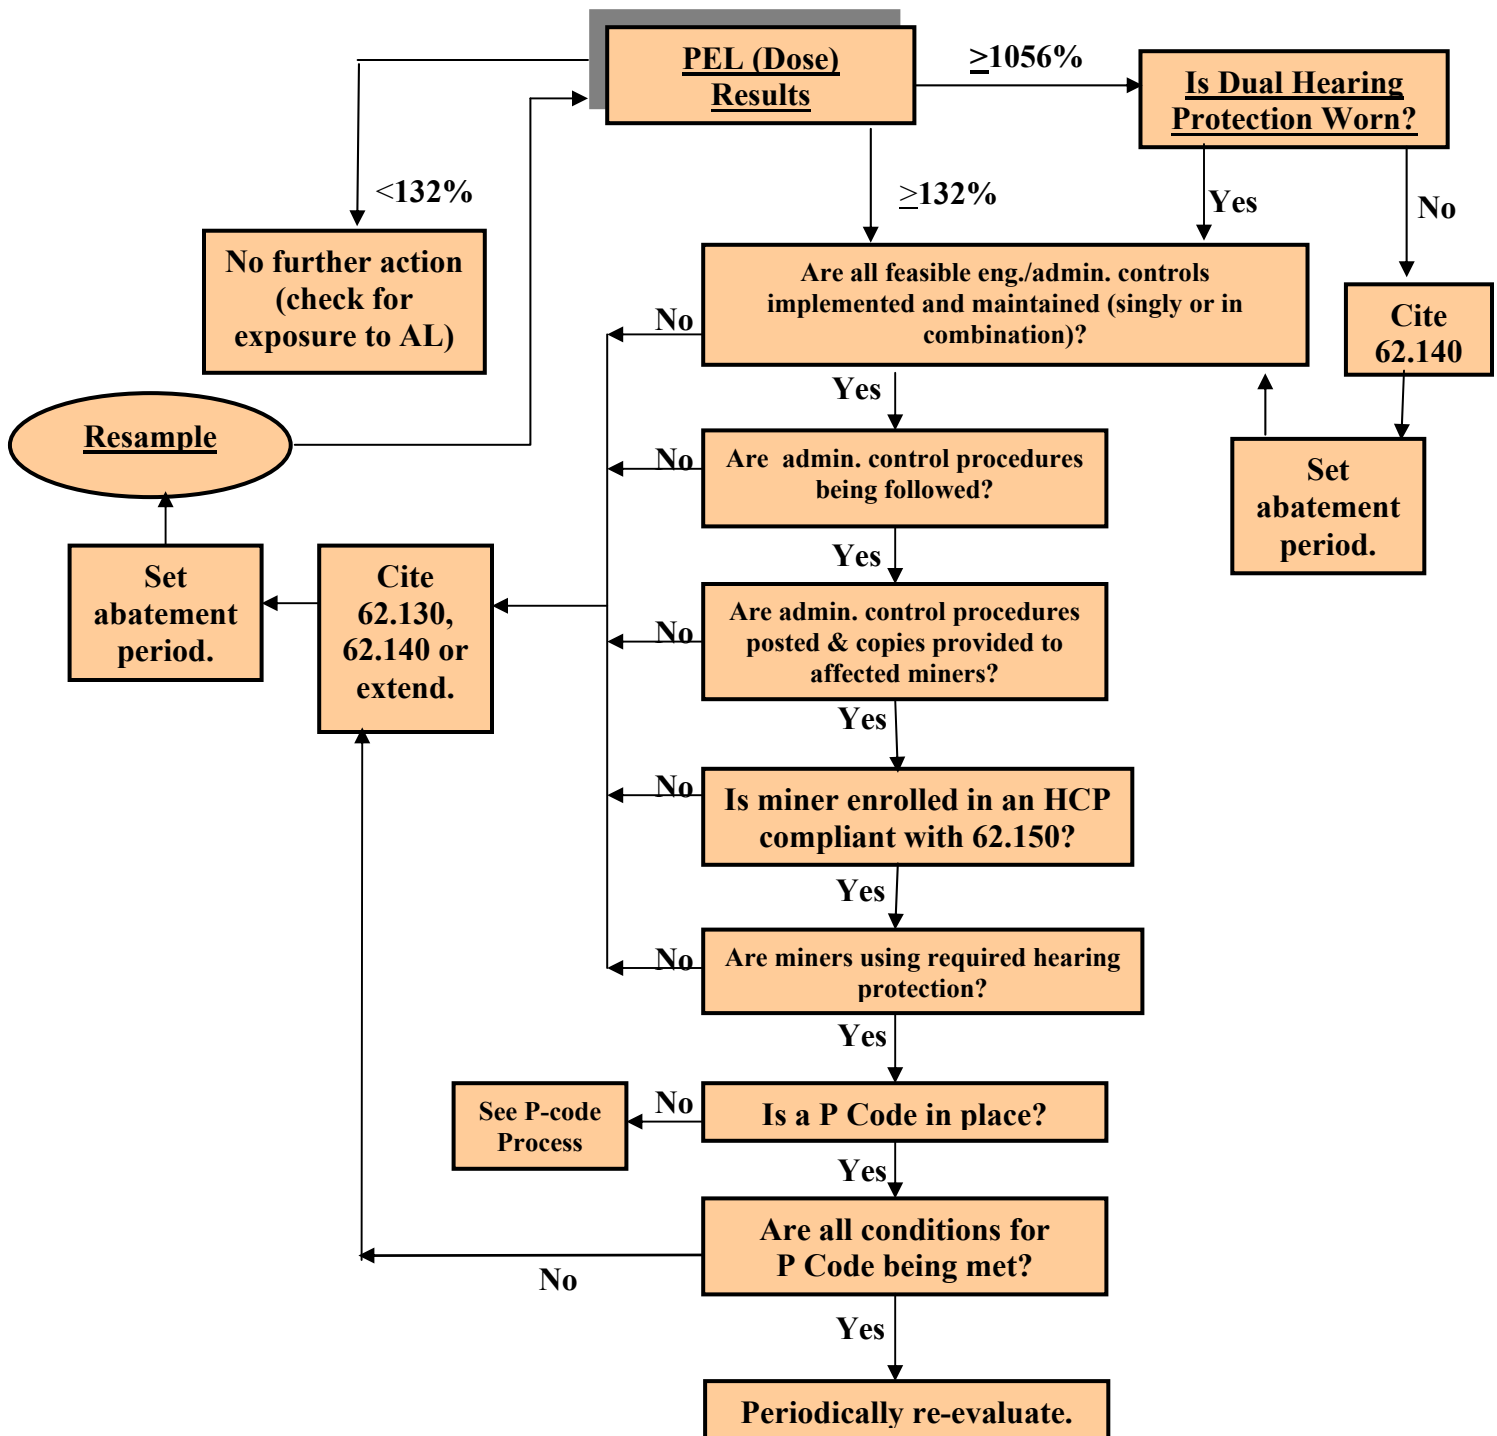 PEL (Dose)
Results
≥1056%
Is Dual Hearing
Protection Worn?
<132%
≥132%
Yes
No
No further action
(check for
exposure to AL)
Are all feasible eng./admin. controls
implemented and maintained (singly or in
combination)?
Cite
62.140
No
Yes
Resample
No
Are admin. control procedures
being followed?
Set
abatement
period.
Yes
Set
abatement
period.
Cite
62.130,
62.140 or
extend.
No
Are admin. control procedures
posted & copies provided to
affected miners?
Yes
No
Is miner enrolled in an HCP
compliant with 62.150?
Yes
No
Are miners using required hearing
protection?
Yes
See P-code
Process
No
Is a P Code in place?
Yes
Are all conditions for
P Code being met?
No
Yes
Periodically re-evaluate.